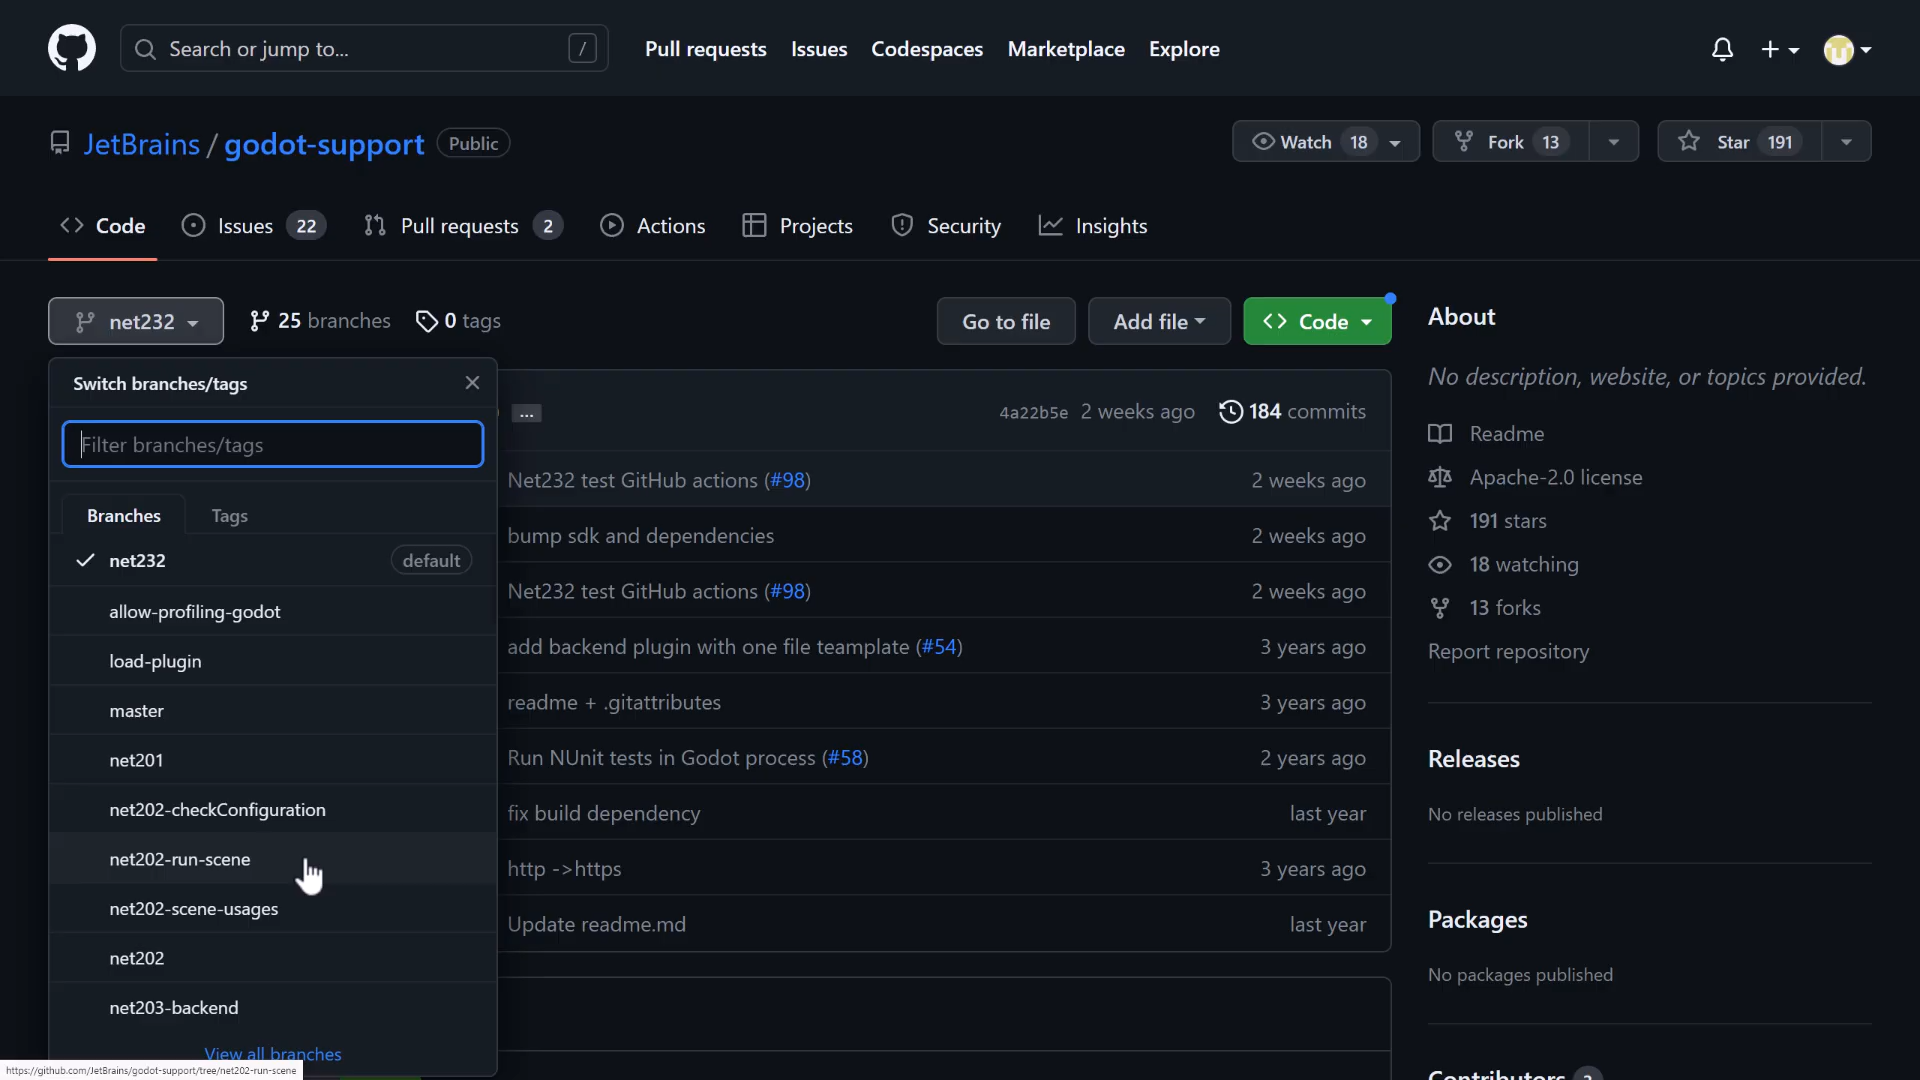 Search or jump to...
/
Pull requests
Issues
Codespaces
Marketplace
Explore
JetBrains / godot-support
Public
Watch 18
Fork 13
Star 191
Code
Issues 22
Pull requests 2
Actions
Projects
Security
Insights
net232
25 branches
0 tags
Go to file
Add file
Code
Switch branches/tags
Filter branches/tags
Branches
Tags
net232
default
allow-profiling-godot
load-plugin
master
net201
net202-checkConfiguration
net202-run-scene
net202-scene-usages
net202
net203-backend
View all branches
...
4a22b5e 2 weeks ago
184 commits
Net232 test GitHub actions (#98)
2 weeks ago
bump sdk and dependencies
2 weeks ago
Net232 test GitHub actions (#98)
2 weeks ago
add backend plugin with one file teamplate (#54)
3 years ago
readme + .gitattributes
3 years ago
Run NUnit tests in Godot process (#58)
2 years ago
fix build dependency
last year
http ->https
3 years ago
Update readme.md
last year
About
No description, website, or topics provided.
Readme
Apache-2.0 license
191 stars
18 watching
13 forks
Report repository
Releases
No releases published
Packages
No packages published
Contributors
https://github.com/JetBrains/godot-support/tree/net202-run-scene